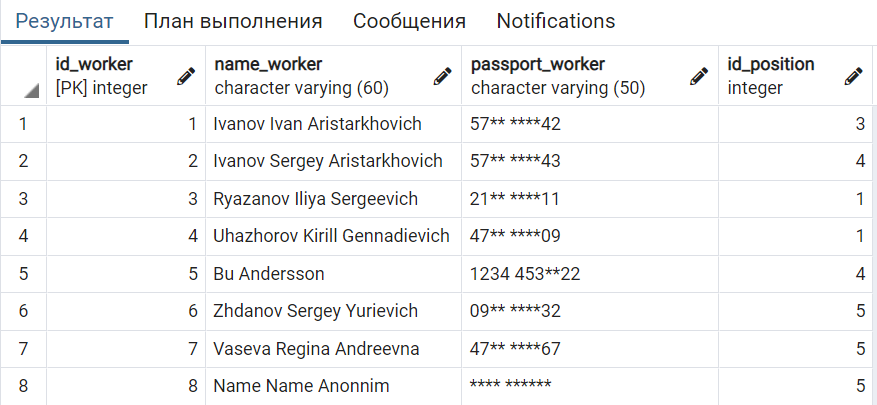 Результат План выполнения Сообщения Notifications
id_worker name_worker passport_worker id_position
[PK] integer character varying (60) character varying (50) integer
1 1 Ivanov Ivan Aristarkhovich 57** ****42 3
2 2 Ivanov Sergey Aristarkhovich 57** ****43 4
3 3 Ryazanov Iliya Sergeevich 21** ****11 1
4 4 Uhazhorov Kirill Gennadievich 47** ****09 1
5 5 Bu Andersson 1234 453**22 4
6 6 Zhdanov Sergey Yurievich 09** ****32 5
7 7 Vaseva Regina Andreevna 47** ****67 5
8 8 Name Name Anonnim **** ****** 5